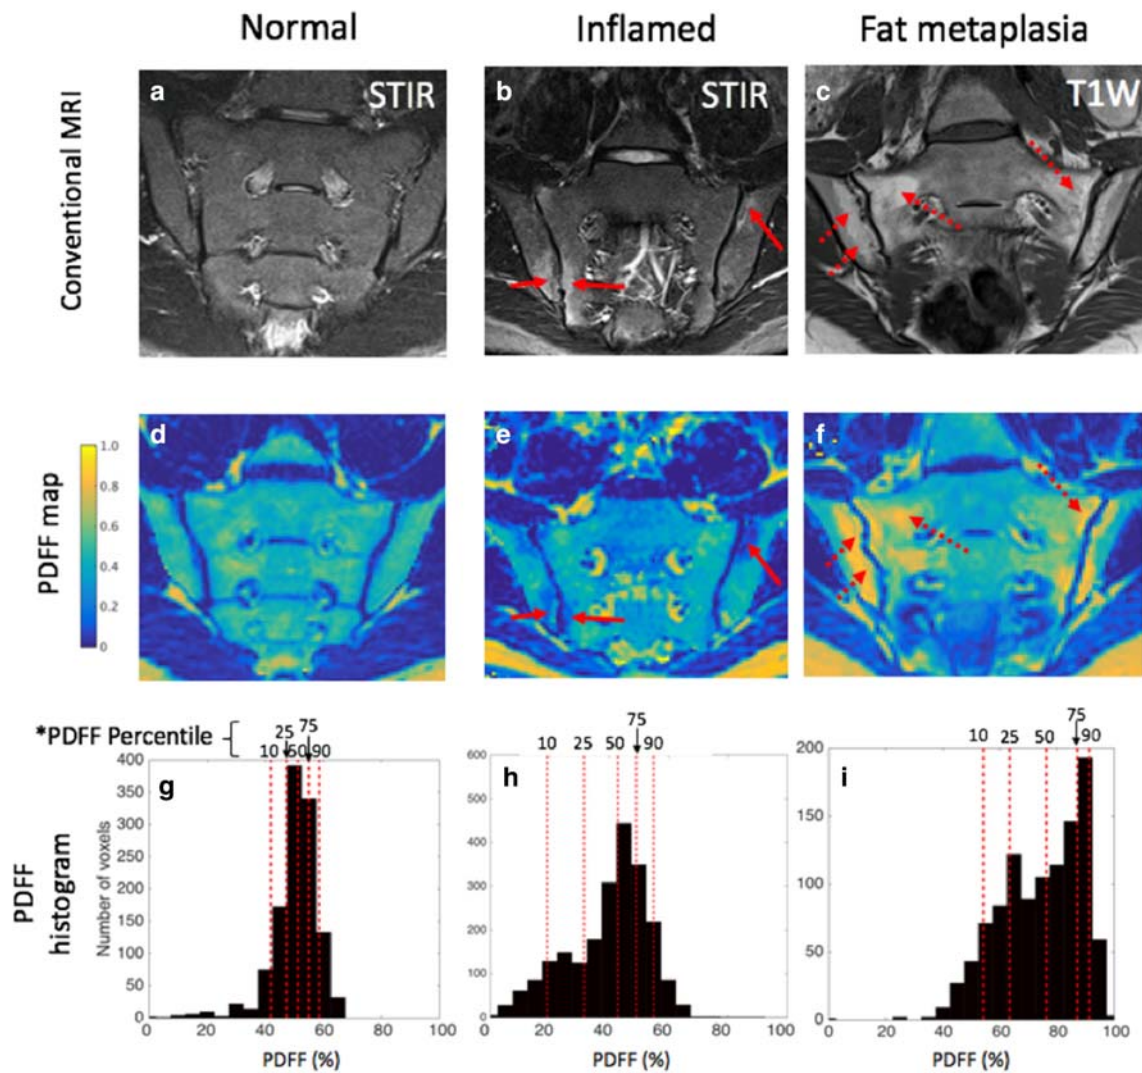 Normal
Inflamed
Fat metaplasia
Conventional MRI
a
STIR
b
STIR
c
T1W
PDFF map
1.0
0.8
0.6
0.4
0.2
0
d
e
f
*PDFF Percentile
10 25 50 75 90
10 25 50 75 90
10 25 50 75 90
PDFF
histogram
Number of voxels
400
350
300
250
200
150
100
50
0
g
0 20 40 60 80 100
PDFF (%)
600
500
400
300
200
100
0
h
0 20 40 60 80 100
PDFF (%)
200
150
100
50
0
i
0 20 40 60 80 100
PDFF (%)